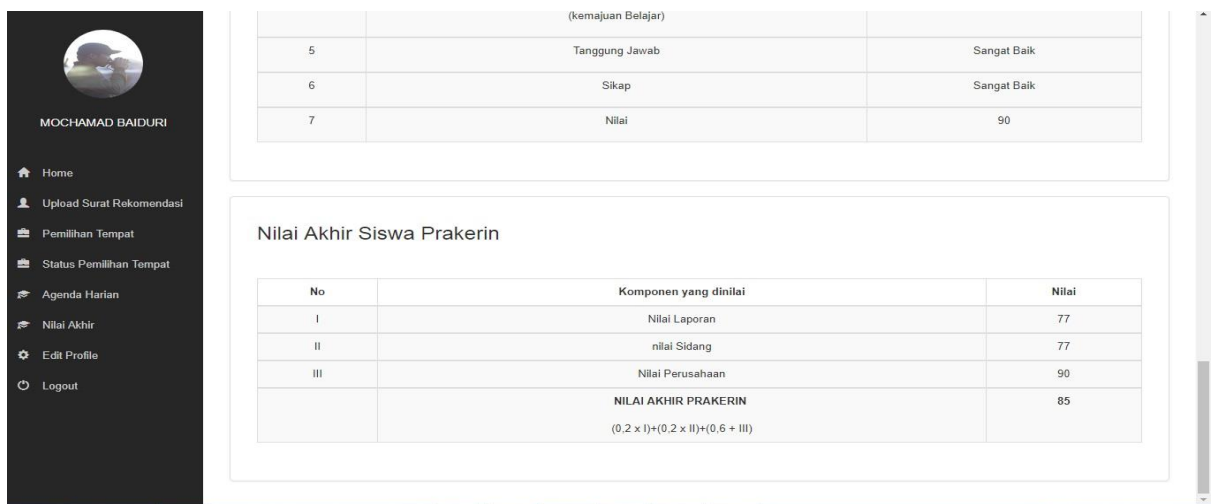 MOCHAMAD BAIDURI
Home
Upload Surat Rekomendasi
Pemilihan Tempat
Status Pemilihan Tempat
Agenda Harian
Nilai Akhir
Edit Profile
Logout
(kemajuan Belajar)
5 Tanggung Jawab Sangat Baik
6 Sikap Sangat Baik
7 Nilai 90
Nilai Akhir Siswa Prakerin
No Komponen yang dinilai Nilai
I Nilai Laporan 77
II nilai Sidang 77
III Nilai Perusahaan 90
NILAI AKHIR PRAKERIN 85
(0,2 x I)+(0,2 x II)+(0,6 + III)